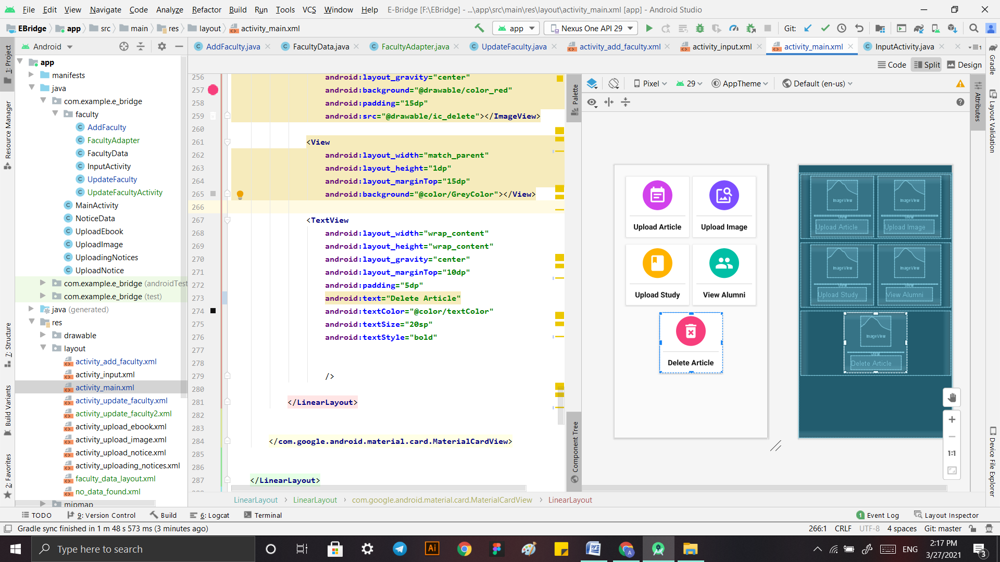 File Edit View Navigate Code Analyze Refactor Build Run Tools VCS Window Help E-Bridge [F:\EBridge] - ...\app\src\main\res\layout\activity_main.xml [app] - Android Studio
EBridge app src main res layout activity_main.xml app Nexus One API 29 Git:
Android
AddFaculty.java FacultyData.java FacultyAdapter.java UpdateFaculty.java activity_add_faculty.xml activity_input.xml activity_main.xml InputActivity.java
Code Split Design
1: Project
Resource Manager
7: Structure
Build Variants
2: Favorites
app
manifests
java
com.example.e_bridge
faculty
AddFaculty
FacultyAdapter
FacultyData
InputActivity
UpdateFaculty
UpdateFacultyActivity
MainActivity
NoticeData
UploadEbook
UploadImage
UploadingNotices
UploadNotice
com.example.e_bridge (androidTest
com.example.e_bridge (test)
java (generated)
res
drawable
layout
activity_add_faculty.xml
activity_input.xml
activity_main.xml
activity_update_faculty.xml
activity_update_faculty2.xml
activity_upload_ebook.xml
activity_upload_image.xml
activity_upload_notice.xml
activity_uploading_notices.xml
faculty_data_layout.xml
no_data_found.xml
mipmap
256 android:layout_gravity="center"
257 android:background="@drawable/color_red"
258 android:padding="15dp"
259 android:src="@drawable/ic_delete"></ImageView>
260
261 <View
262 android:layout_width="match_parent"
263 android:layout_height="1dp"
264 android:layout_marginTop="15dp"
265 android:background="@color/GreyColor"></View>
266
267 <TextView
268 android:layout_width="wrap_content"
269 android:layout_height="wrap_content"
270 android:layout_gravity="center"
271 android:layout_marginTop="10dp"
272 android:padding="5dp"
273 android:text="Delete Article"
274 android:textColor="@color/textColor"
275 android:textSize="20sp"
276 android:textStyle="bold"
277
278
279 />
280
281 </LinearLayout>
282
283
284 </com.google.android.material.card.MaterialCardView>
285
286
287 </LinearLayout>
LinearLayout LinearLayout com.google.android.material.card.MaterialCardView LinearLayout
Palette
Component Tree
Pixel 29 AppTheme Default (en-us)
Upload Article Upload Image
Upload Study View Alumni
Delete Article
ImageView ImageView
View View
Upload Article Upload Image
ImageView ImageView
View View
Upload Study View Alumni
ImageView
View
Delete Article
1:1
Attributes
Gradle
Layout Validation
Device File Explorer
TODO 9: Version Control Build 6: Logcat Terminal 1 Event Log Layout Inspector
Gradle sync finished in 1 m 48 s 573 ms (3 minutes ago) 266:1 CRLF UTF-8 4 spaces Git: master
Type here to search Ai ENG 2:17 PM
3/27/2021 3